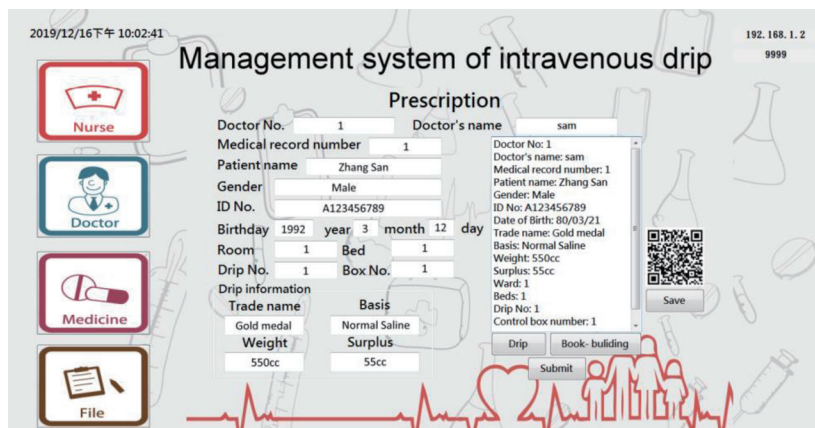 2019/12/16下午 10:02:41
192.168.1.2
9999
Management system of intravenous drip
Prescription
Nurse
Doctor
Medicine
File
Doctor No. 1 Doctor's name sam
Medical record number 1
Patient name Zhang San
Gender Male
ID No. A123456789
Birthday 1992 year 3 month 12 day
Room 1 Bed 1
Drip No. 1 Box No. 1
Drip information
Trade name Basis
Gold medal Normal Saline
Weight Surplus
550cc 55cc
Doctor No: 1
Doctor's name: sam
Medical record number: 1
Patient name: Zhang San
Gender: Male
ID No: A123456789
Date of Birth: 80/03/21
Trade name: Gold medal
Basis: Normal Saline
Weight: 550cc
Surplus: 55cc
Ward: 1
Beds: 1
Drip No: 1
Control box number: 1
Save
Drip Book- buliding
Submit